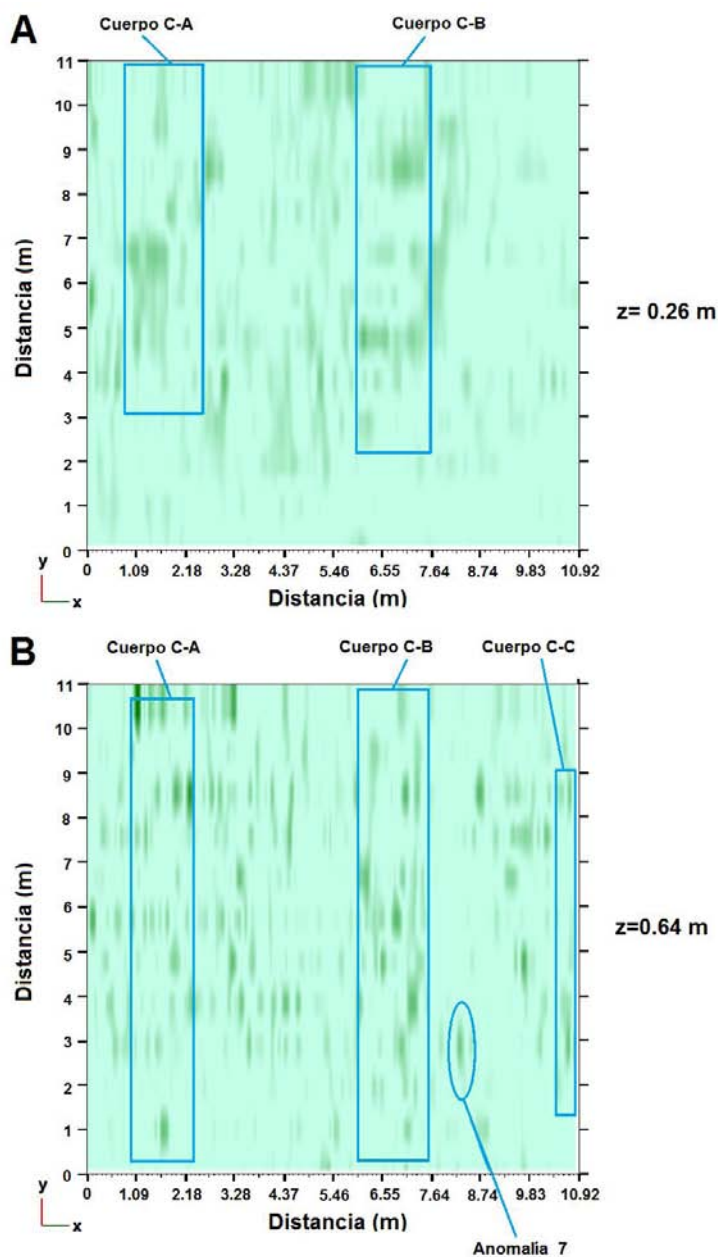 A
Cuerpo C-A
Cuerpo C-B
11
10
9
8
7
6
5
4
3
2
1
0
Distancia (m)
z= 0.26 m
y
x
0 1.09 2.18 3.28 4.37 5.46 6.55 7.64 8.74 9.83 10.92
Distancia (m)
B
Cuerpo C-A
Cuerpo C-B
Cuerpo C-C
11
10
9
8
7
6
5
4
3
2
1
0
Distancia (m)
z=0.64 m
y
x
0 1.09 2.18 3.28 4.37 5.46 6.55 7.64 8.74 9.83 10.92
Distancia (m)
Anomalia 7